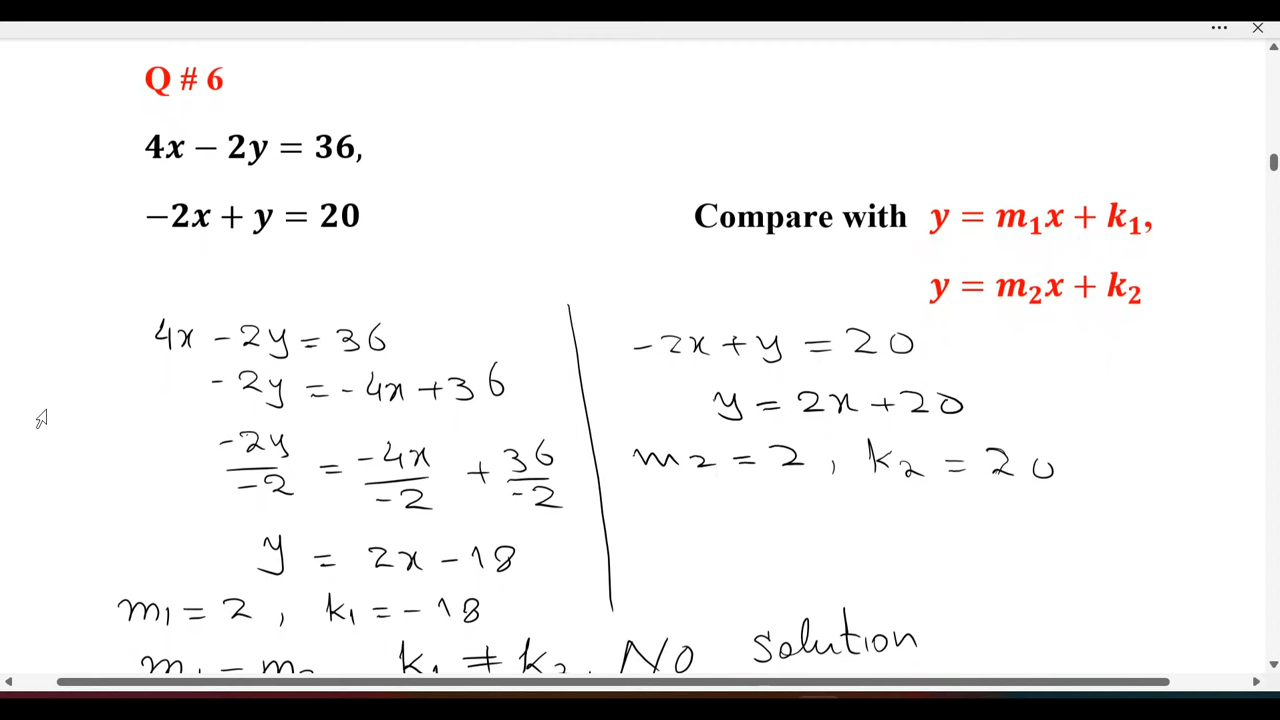 Q # 6
4x − 2y = 36,
−2x + y = 20
Compare with y = m₁x + k₁,
y = m₂x + k₂
4x - 2y = 36
- 2y = - 4x + 36
-2y/-2 = -4x/-2 + 36/-2
y = 2x - 18
m₁ = 2 , k₁ = - 18
- 2x + y = 20
y = 2x + 20
m₂ = 2 , k₂ = 20
m₁ = m₂ k₁ ≠ k₂, No solution